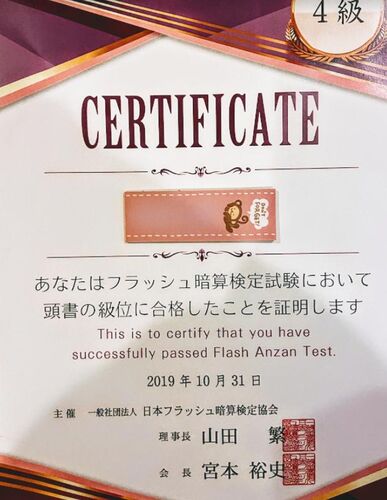 4級
CERTIFICATE
DON'T
FORGET!
あなたはフラッシュ暗算検定試験において
頭書の級位に合格したことを証明します
This is to certify that you have
successfully passed Flash Anzan Test.
2019年10月31日
主催 一般社団法人 日本フラッシュ暗算検定協会
理事長 山田 繁
会長 宮本 裕史